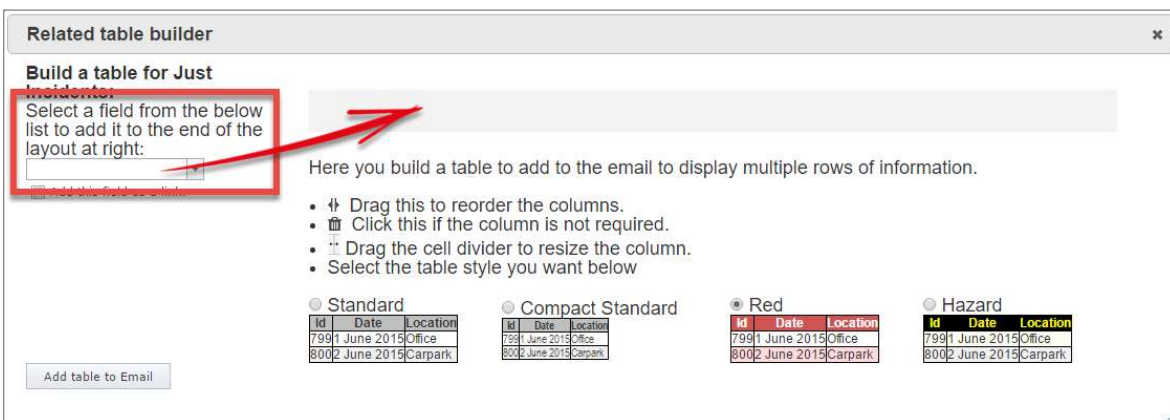 Related table builder
Build a table for Just
Incidents:
Select a field from the below
list to add it to the end of the
layout at right:
Add this field as a link
Here you build a table to add to the email to display multiple rows of information.
Drag this to reorder the columns.
Click this if the column is not required.
Drag the cell divider to resize the column.
Select the table style you want below
Standard
Id Date Location
799 1 June 2015 Office
800 2 June 2015 Carpark
Compact Standard
Id Date Location
799 1 June 2015 Office
800 2 June 2015 Carpark
Red
Id Date Location
799 1 June 2015 Office
800 2 June 2015 Carpark
Hazard
Id Date Location
799 1 June 2015 Office
800 2 June 2015 Carpark
Add table to Email